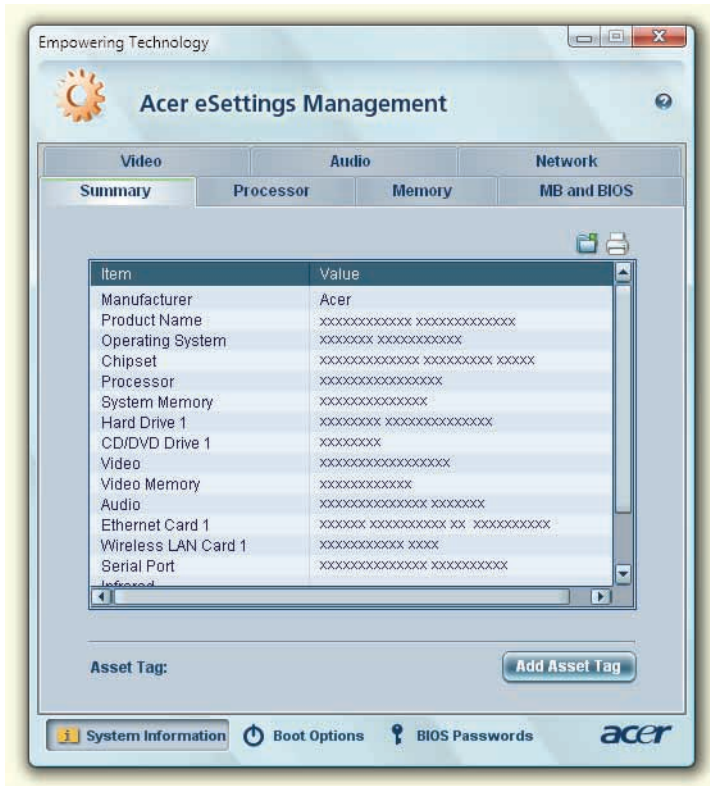 Empowering Technology
Acer eSettings Management
Video Audio Network
Summary Processor Memory MB and BIOS
Item Value
Manufacturer Acer
Product Name xxxxxxxxxxxx xxxxxxxxxxxxx
Operating System xxxxxxx xxxxxxxxxxx
Chipset xxxxxxxxxxxxx xxxxxxxxx xxxxx
Processor xxxxxxxxxxxxxxxx
System Memory xxxxxxxxxxxxxx
Hard Drive 1 xxxxxxxx xxxxxxxxxxxxxx
CD/DVD Drive 1 xxxxxxxx
Video xxxxxxxxxxxxxxxxx
Video Memory xxxxxxxxxxxx
Audio xxxxxxxxxxxxxx xxxxxxx
Ethernet Card 1 xxxxxx xxxxxxxxxx xx xxxxxxxxxx
Wireless LAN Card 1 xxxxxxxxxxx xxxx
Serial Port xxxxxxxxxxxxxx xxxxxxxxxx
Infrared
Asset Tag: Add Asset Tag
System Information Boot Options BIOS Passwords acer